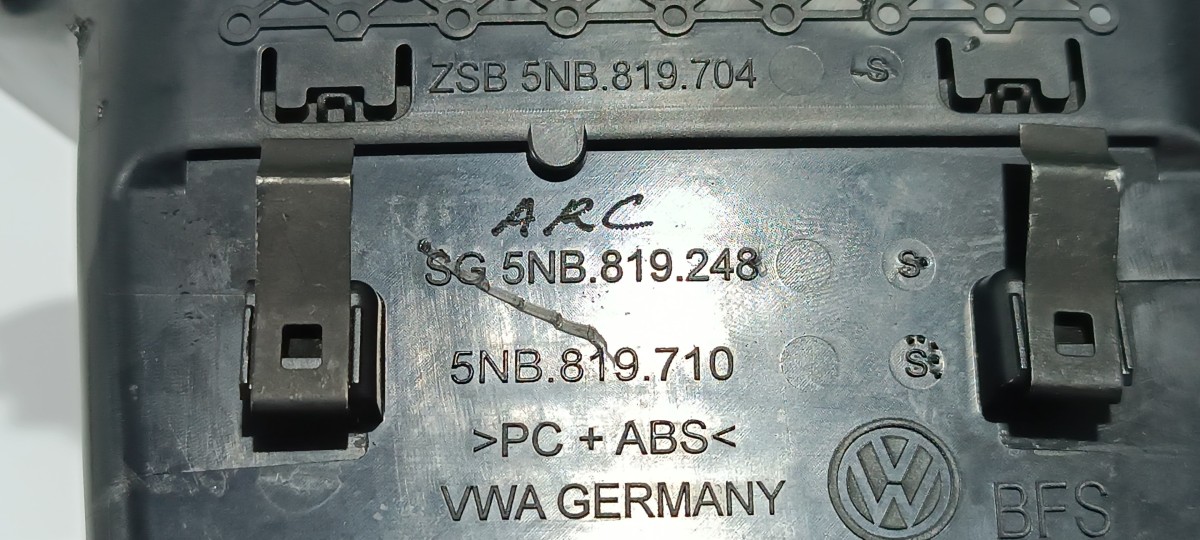 ZSB 5NB.819.704 S
ARC
SG 5NB.819.248 S
5NB.819.710 S
>PC + ABS<
VWA GERMANY
BFS